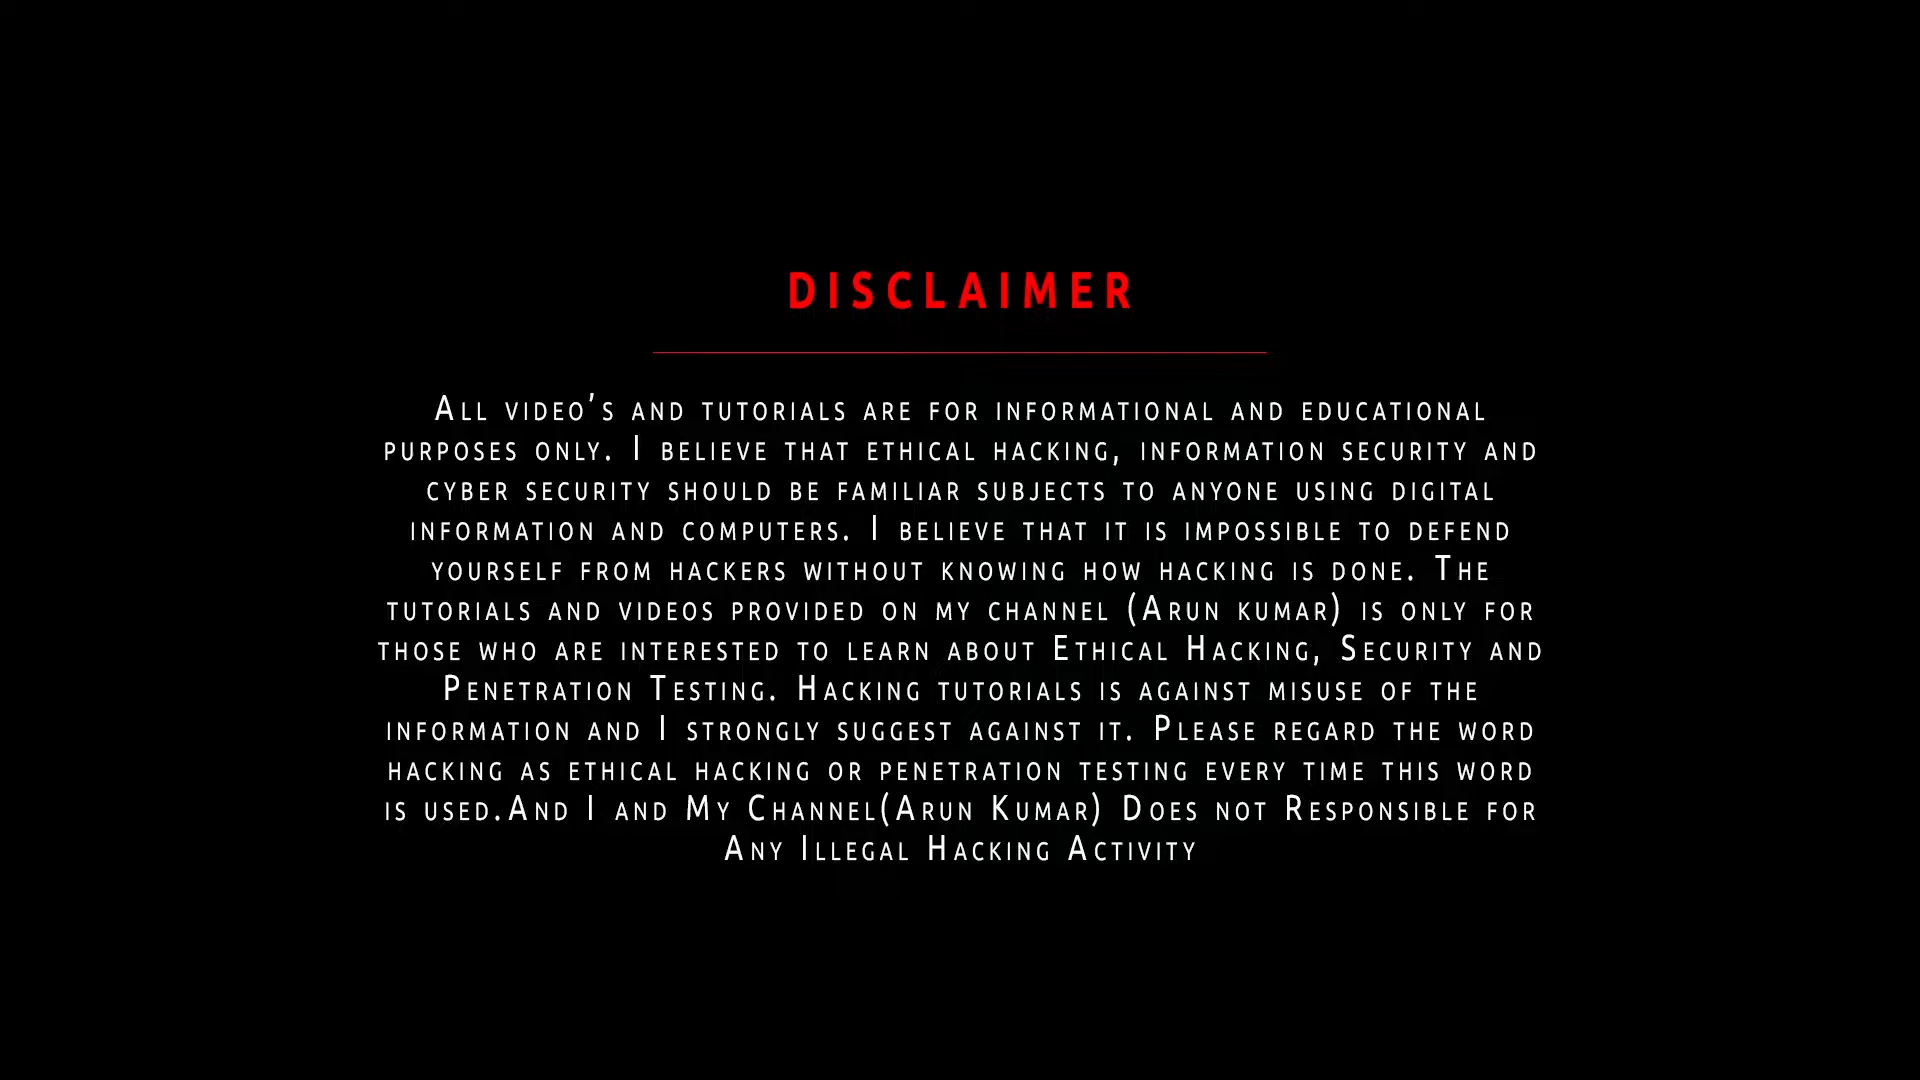 DISCLAIMER
All video's and tutorials are for informational and educational
purposes only. I believe that ethical hacking, information security and
cyber security should be familiar subjects to anyone using digital
information and computers. I believe that it is impossible to defend
yourself from hackers without knowing how hacking is done. The
tutorials and videos provided on my channel (Arun kumar) is only for
those who are interested to learn about Ethical Hacking, Security and
Penetration Testing. Hacking tutorials is against misuse of the
information and I strongly suggest against it. Please regard the word
hacking as ethical hacking or penetration testing every time this word
is used.And I and My Channel(Arun Kumar) Does not Responsible for
Any Illegal Hacking Activity